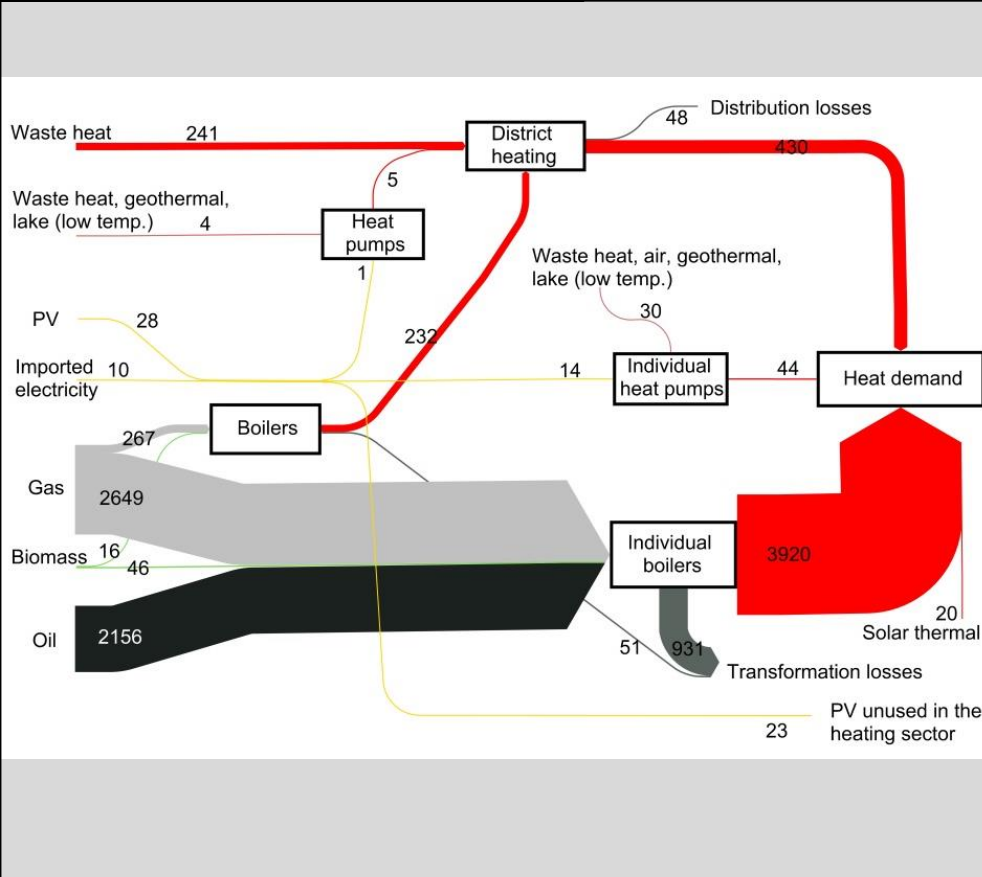 Distribution losses
48
Waste heat
241
District
heating
430
5
Waste heat, geothermal,
lake (low temp.)
4
Heat
pumps
1
Waste heat, air, geothermal,
lake (low temp.)
30
PV
28
232
Imported
electricity
10
14
Individual
heat pumps
44
Heat demand
267
Boilers
Gas
2649
Biomass
16
46
Individual
boilers
3920
Oil
2156
20
Solar thermal
51
931
Transformation losses
PV unused in the
heating sector
23